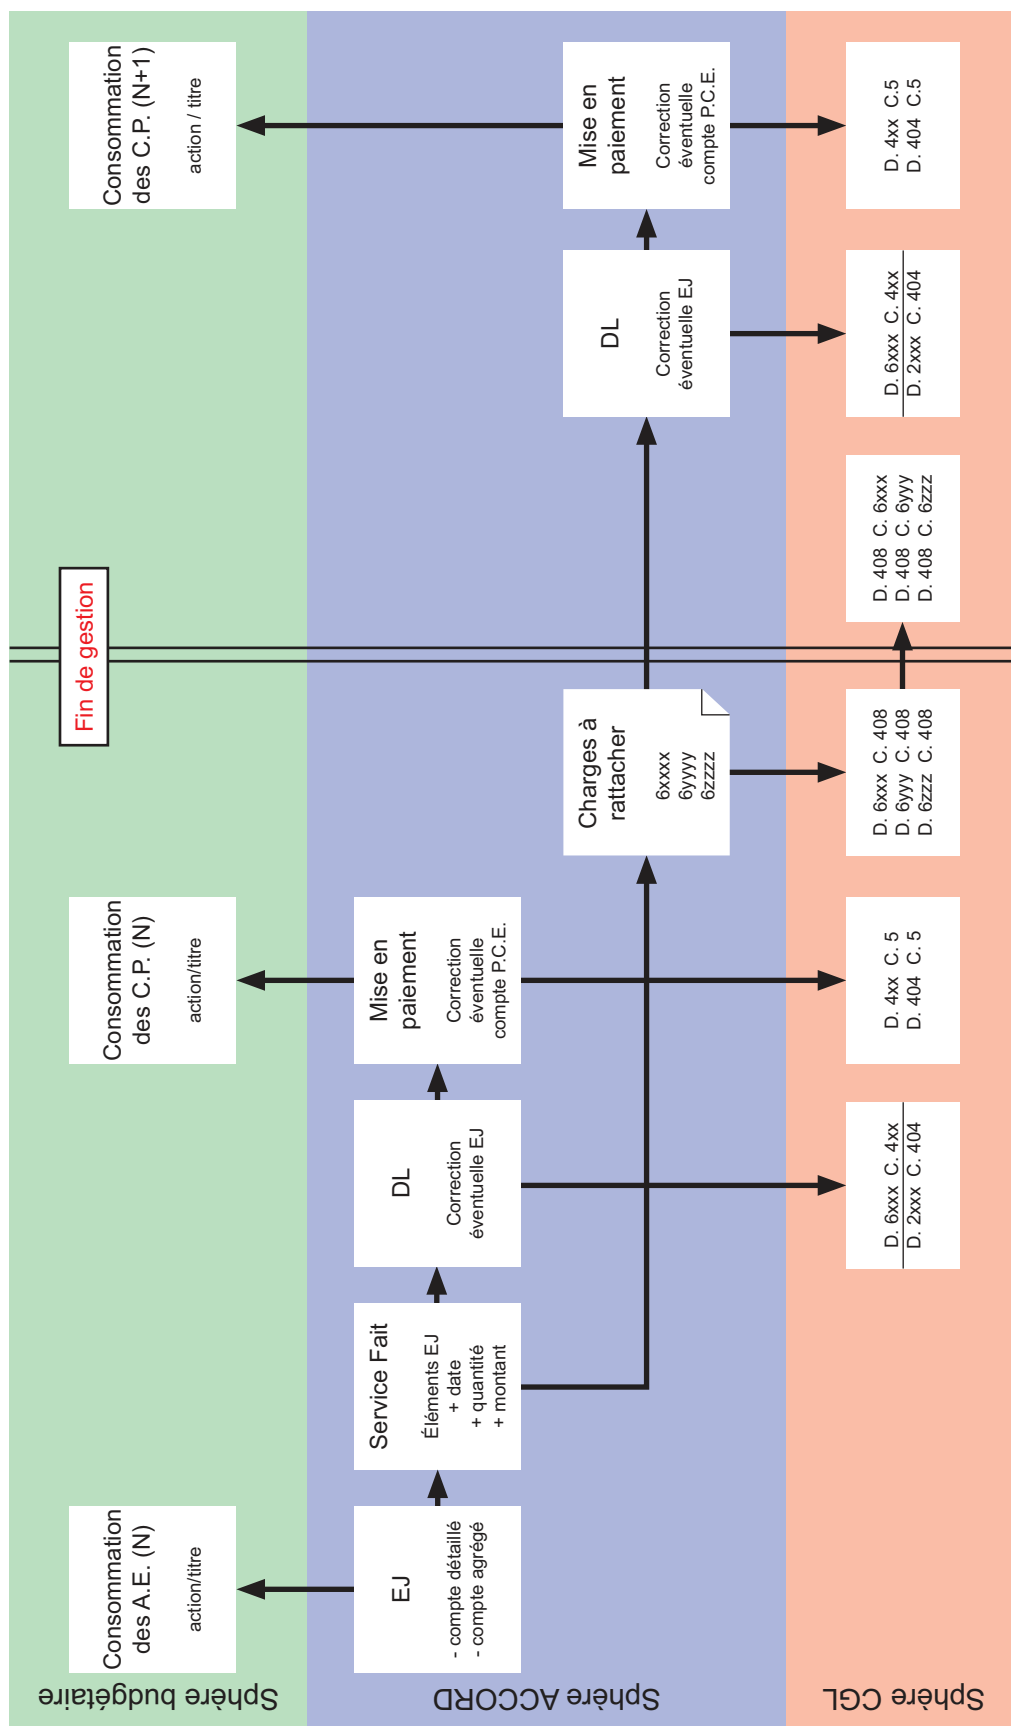 Sphère budgétaire
Consommation
des A.E. (N)
action/titre
Consommation
des C.P. (N)
action/titre
Fin de gestion
Consommation
des C.P. (N+1)
action / titre
Sphère ACCORD
EJ
- compte détaillé
- compte agrégé
Service Fait
Éléments EJ
+ date
+ quantité
+ montant
DL
Correction
éventuelle EJ
Mise en
paiement
Correction
éventuelle
compte P.C.E.
Charges à
rattacher
6xxxx
6yyyy
6zzzz
DL
Correction
éventuelle EJ
Mise en
paiement
Correction
éventuelle
compte P.C.E.
Sphère CGL
D. 6xxx C. 4xx
D. 2xxx C. 404
D. 4xx C. 5
D. 404 C. 5
D. 6xxx C. 408
D. 6yyy C. 408
D. 6zzz C. 408
D. 408 C. 6xxx
D. 408 C. 6yyy
D. 408 C. 6zzz
D. 6xxx C. 4xx
D. 2xxx C. 404
D. 4xx C.5
D. 404 C.5